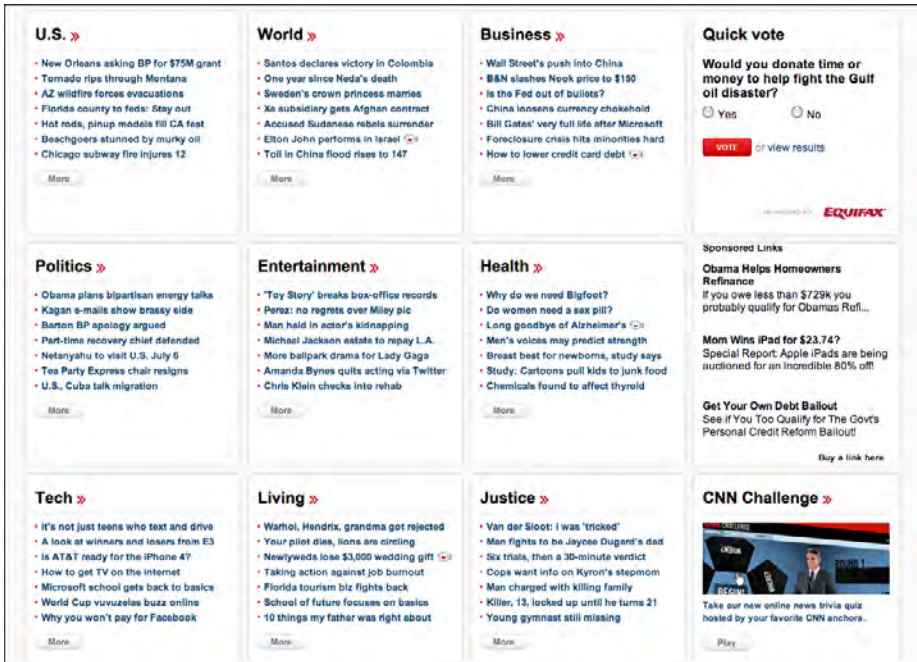 U.S. »
• New Orleans asking BP for $75M grant
• Tornado rips through Montana
• AZ wildfire forces evacuations
• Florida county to feds: Stay out
• Hot rods, pinup models fill CA fest
• Beachgoers stunned by murky oil
• Chicago subway fire injures 12
More
World »
• Santos declares victory in Colombia
• One year since Neda's death
• Sweden's crown princess marries
• Xe subsidiary gets Afghan contract
• Accused Sudanese rebels surrender
• Elton John performs in Israel
• Toll in China flood rises to 147
More
Business »
• Wall Street's push into China
• B&N slashes Nook price to $150
• Is the Fed out of bullets?
• China loosens currency chokehold
• Bill Gates' very full life after Microsoft
• Foreclosure crisis hits minorities hard
• How to lower credit card debt
More
Quick vote
Would you donate time or
money to help fight the Gulf
oil disaster?
Yes No
VOTE or view results
EQUIFAX
Politics »
• Obama plans bipartisan energy talks
• Kagan e-mails show brassy side
• Barton BP apology argued
• Part-time recovery chief defended
• Netanyahu to visit U.S. July 6
• Tea Party Express chair resigns
• U.S., Cuba talk migration
More
Entertainment »
• 'Toy Story' breaks box-office records
• Perez: no regrets over Miley pic
• Man held in actor's kidnapping
• Michael Jackson estate to repay L.A.
• More ballpark drama for Lady Gaga
• Amanda Bynes quits acting via Twitter
• Chris Klein checks into rehab
More
Health »
• Why do we need Bigfoot?
• Do women need a sex pill?
• Long goodbye of Alzheimer's
• Men's voices may predict strength
• Breast best for newborns, study says
• Study: Cartoons pull kids to junk food
• Chemicals found to affect thyroid
More
Sponsored Links
Obama Helps Homeowners
Refinance
If you owe less than $729k you
probably qualify for Obamas Refi...
Mom Wins iPad for $23.74?
Special Report: Apple iPads are being
auctioned for an incredible 80% off!
Get Your Own Debt Bailout
See if You Too Qualify for The Govt's
Personal Credit Reform Bailout!
Buy a link here
Tech »
• It's not just teens who text and drive
• A look at winners and losers from E3
• Is AT&T ready for the iPhone 4?
• How to get TV on the internet
• Microsoft school gets back to basics
• World Cup vuvuzelas buzz online
• Why you won't pay for Facebook
More
Living »
• Warhol, Hendrix, grandma got rejected
• Your pilot dies, lions are circling
• Newlyweds lose $3,000 wedding gift
• Taking action against job burnout
• Florida tourism biz fights back
• School of future focuses on basics
• 10 things my father was right about
More
Justice »
• Van der Sloot: I was 'tricked'
• Man fights to be Jaycee Dugard's dad
• Six trials, then a 30-minute verdict
• Cops want info on Kyron's stepmom
• Man charged with killing family
• Killer, 13, locked up until he turns 21
• Young gymnast still missing
More
CNN Challenge »
CHALLENGE
ROUND 1
BEGIN
Take our new online news trivia quiz
hosted by your favorite CNN anchors.
Play